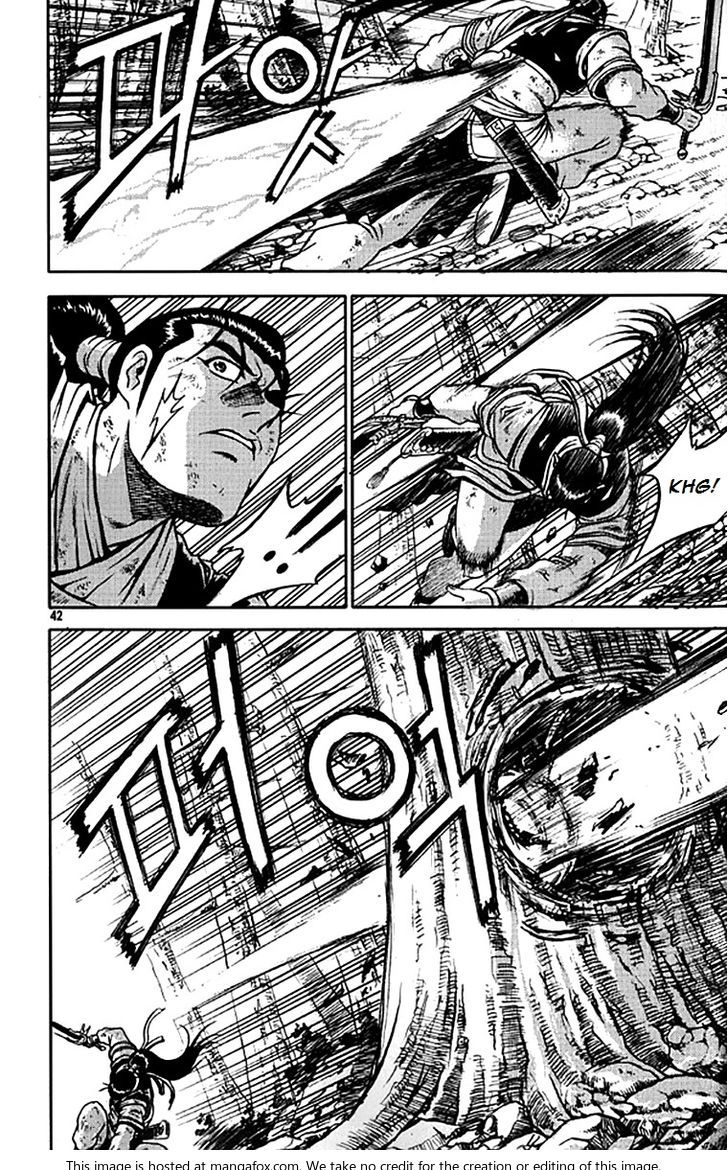 파앗
KHG!
!!
42
퍼억
This image is hosted at mangafox.com. We take no credit for the creation or editing of this image.